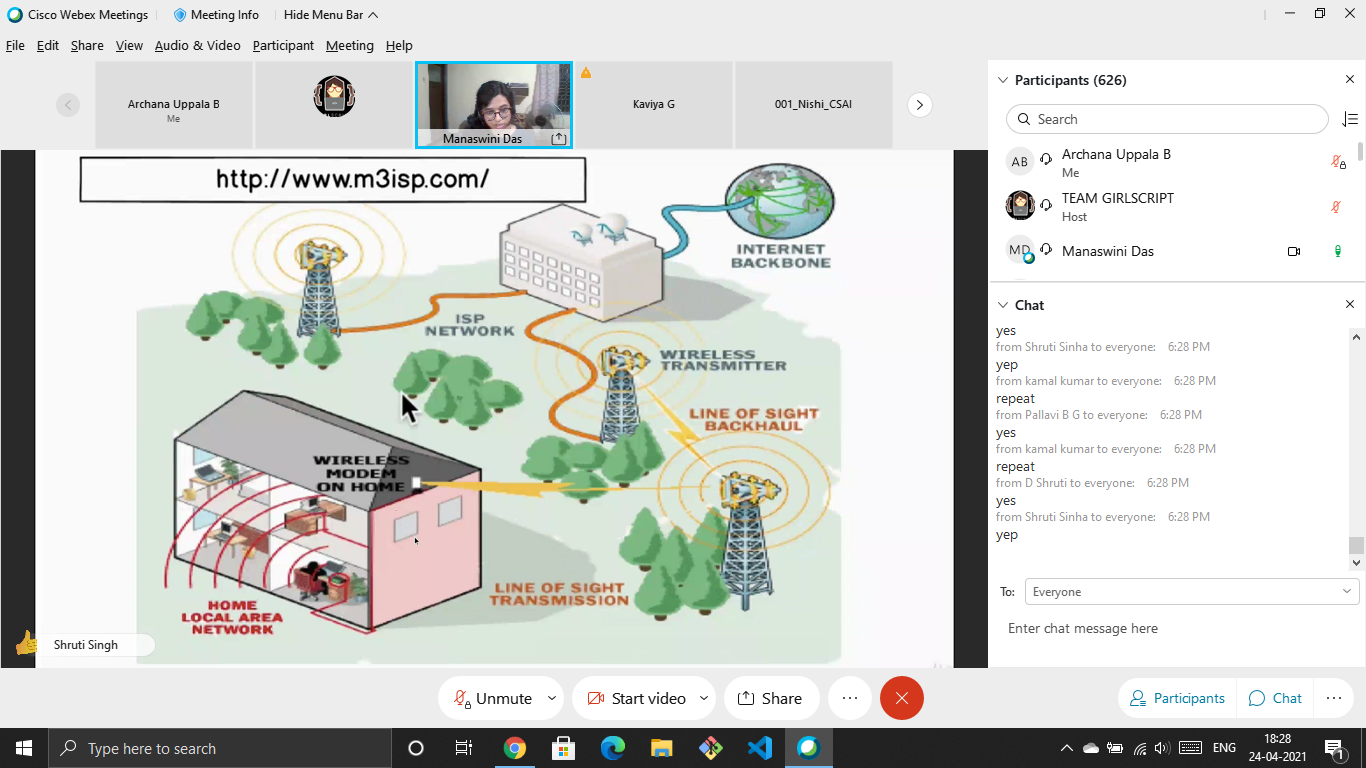 Cisco Webex Meetings
Meeting Info
Hide Menu Bar
File Edit Share View Audio & Video Participant Meeting Help
Archana Uppala B
Me
Manaswini Das
Kaviya G
001_Nishi_CSAI
http://www.m3isp.com/
INTERNET
BACKBONE
ISP
NETWORK
WIRELESS
TRANSMITTER
LINE OF SIGHT
BACKHAUL
WIRELESS
MODEM
ON HOME
LINE OF SIGHT
TRANSMISSION
HOME
LOCAL AREA
NETWORK
Shruti Singh
Participants (626)
Search
AB
Archana Uppala B
Me
TEAM GIRLSCRIPT
Host
MD
Manaswini Das
Chat
yes
from Shruti Sinha to everyone: 6:28 PM
yep
from kamal kumar to everyone: 6:28 PM
repeat
from Pallavi B G to everyone: 6:28 PM
yes
from kamal kumar to everyone: 6:28 PM
repeat
from D Shruti to everyone: 6:28 PM
yes
from Shruti Sinha to everyone: 6:28 PM
yep
To: Everyone
Enter chat message here
Unmute
Start video
Share
Participants
Chat
Type here to search
ENG
18:28
24-04-2021
1